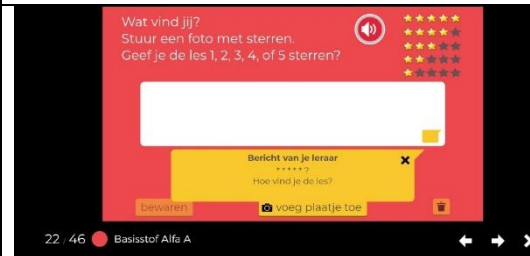 Wat vind jij?
Stuur een foto met sterren.
Geef je de les 1, 2, 3, 4, of 5 sterren?
Bericht van je leraar
* * * * * ?
Hoe vind je de les?
bewaren
voeg plaatje toe
22 / 46 Basisstof Alfa A